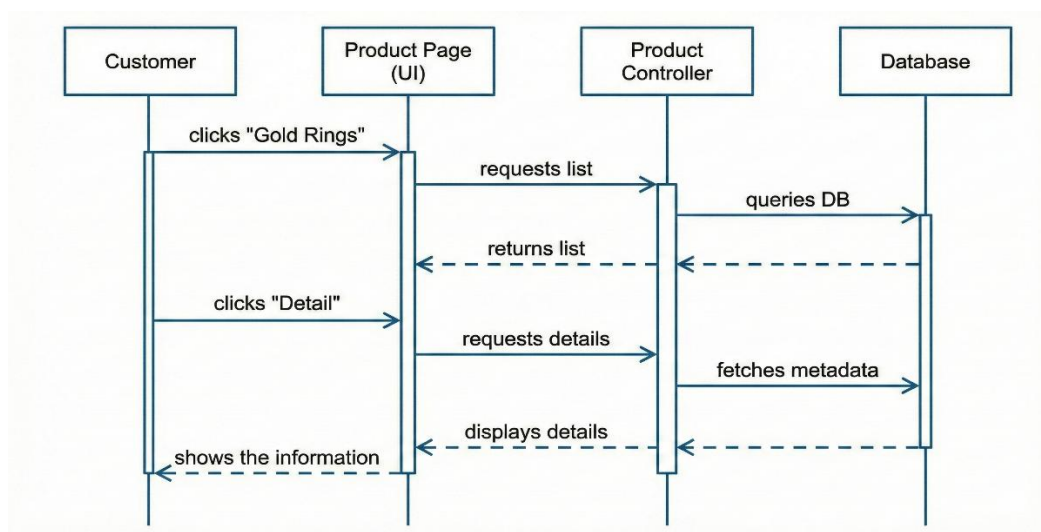 Customer
Product Page
(UI)
Product
Controller
Database
clicks "Gold Rings"
requests list
queries DB
returns list
clicks "Detail"
requests details
fetches metadata
displays details
shows the information